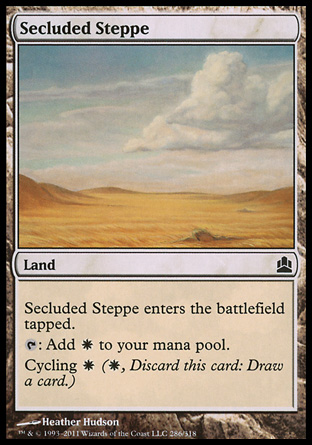 Secluded Steppe
Land
Secluded Steppe enters the battlefield
tapped.
: Add to your mana pool.
Cycling ( , Discard this card: Draw
a card.)
Heather Hudson
™ & © 1993-2011 Wizards of the Coast LLC 286/318